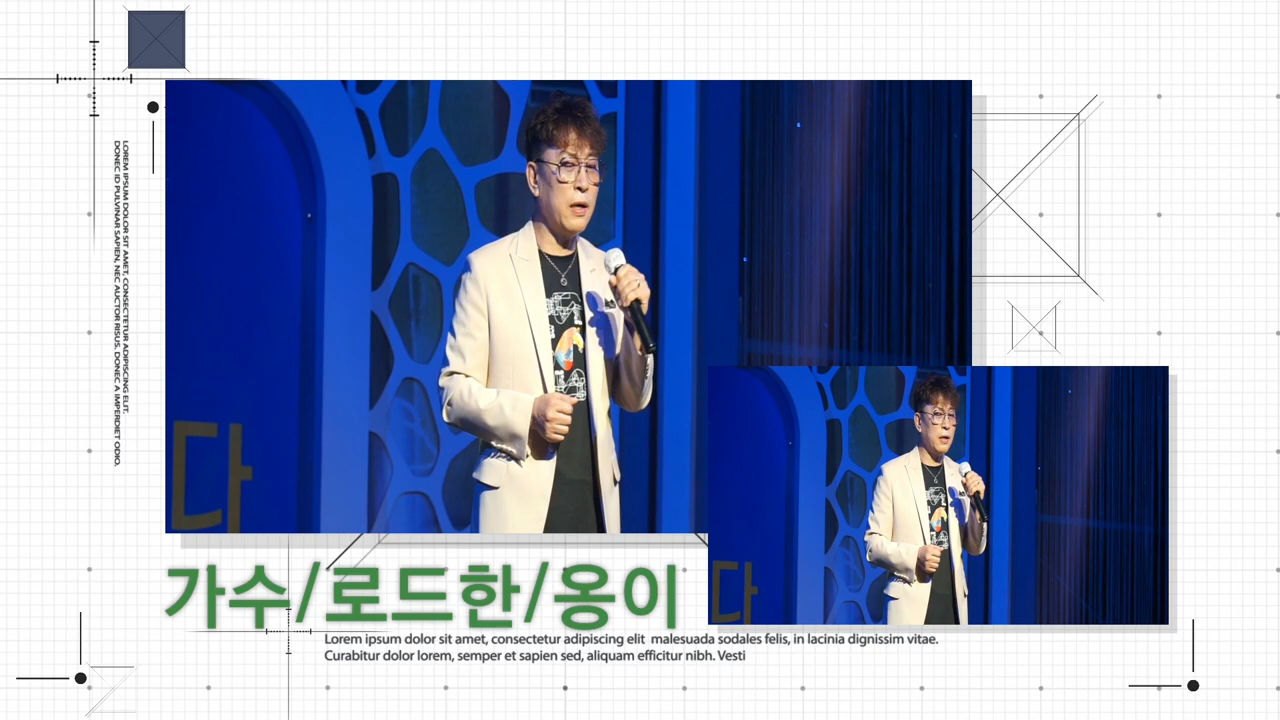 LOREM IPSUM DOLOR SIT AMET, CONSECTETUR ADIPISCING ELIT.
DONEC ID PULVINAR SAPIEN, NEC AUCTOR RISUS. DONEC A IMPERDIET ODIO.
다
다
가수/로드한/옹이
Lorem ipsum dolor sit amet, consectetur adipiscing elit malesuada sodales felis, in lacinia dignissim vitae.
Curabitur dolor lorem, semper et sapien sed, aliquam efficitur nibh. Vesti